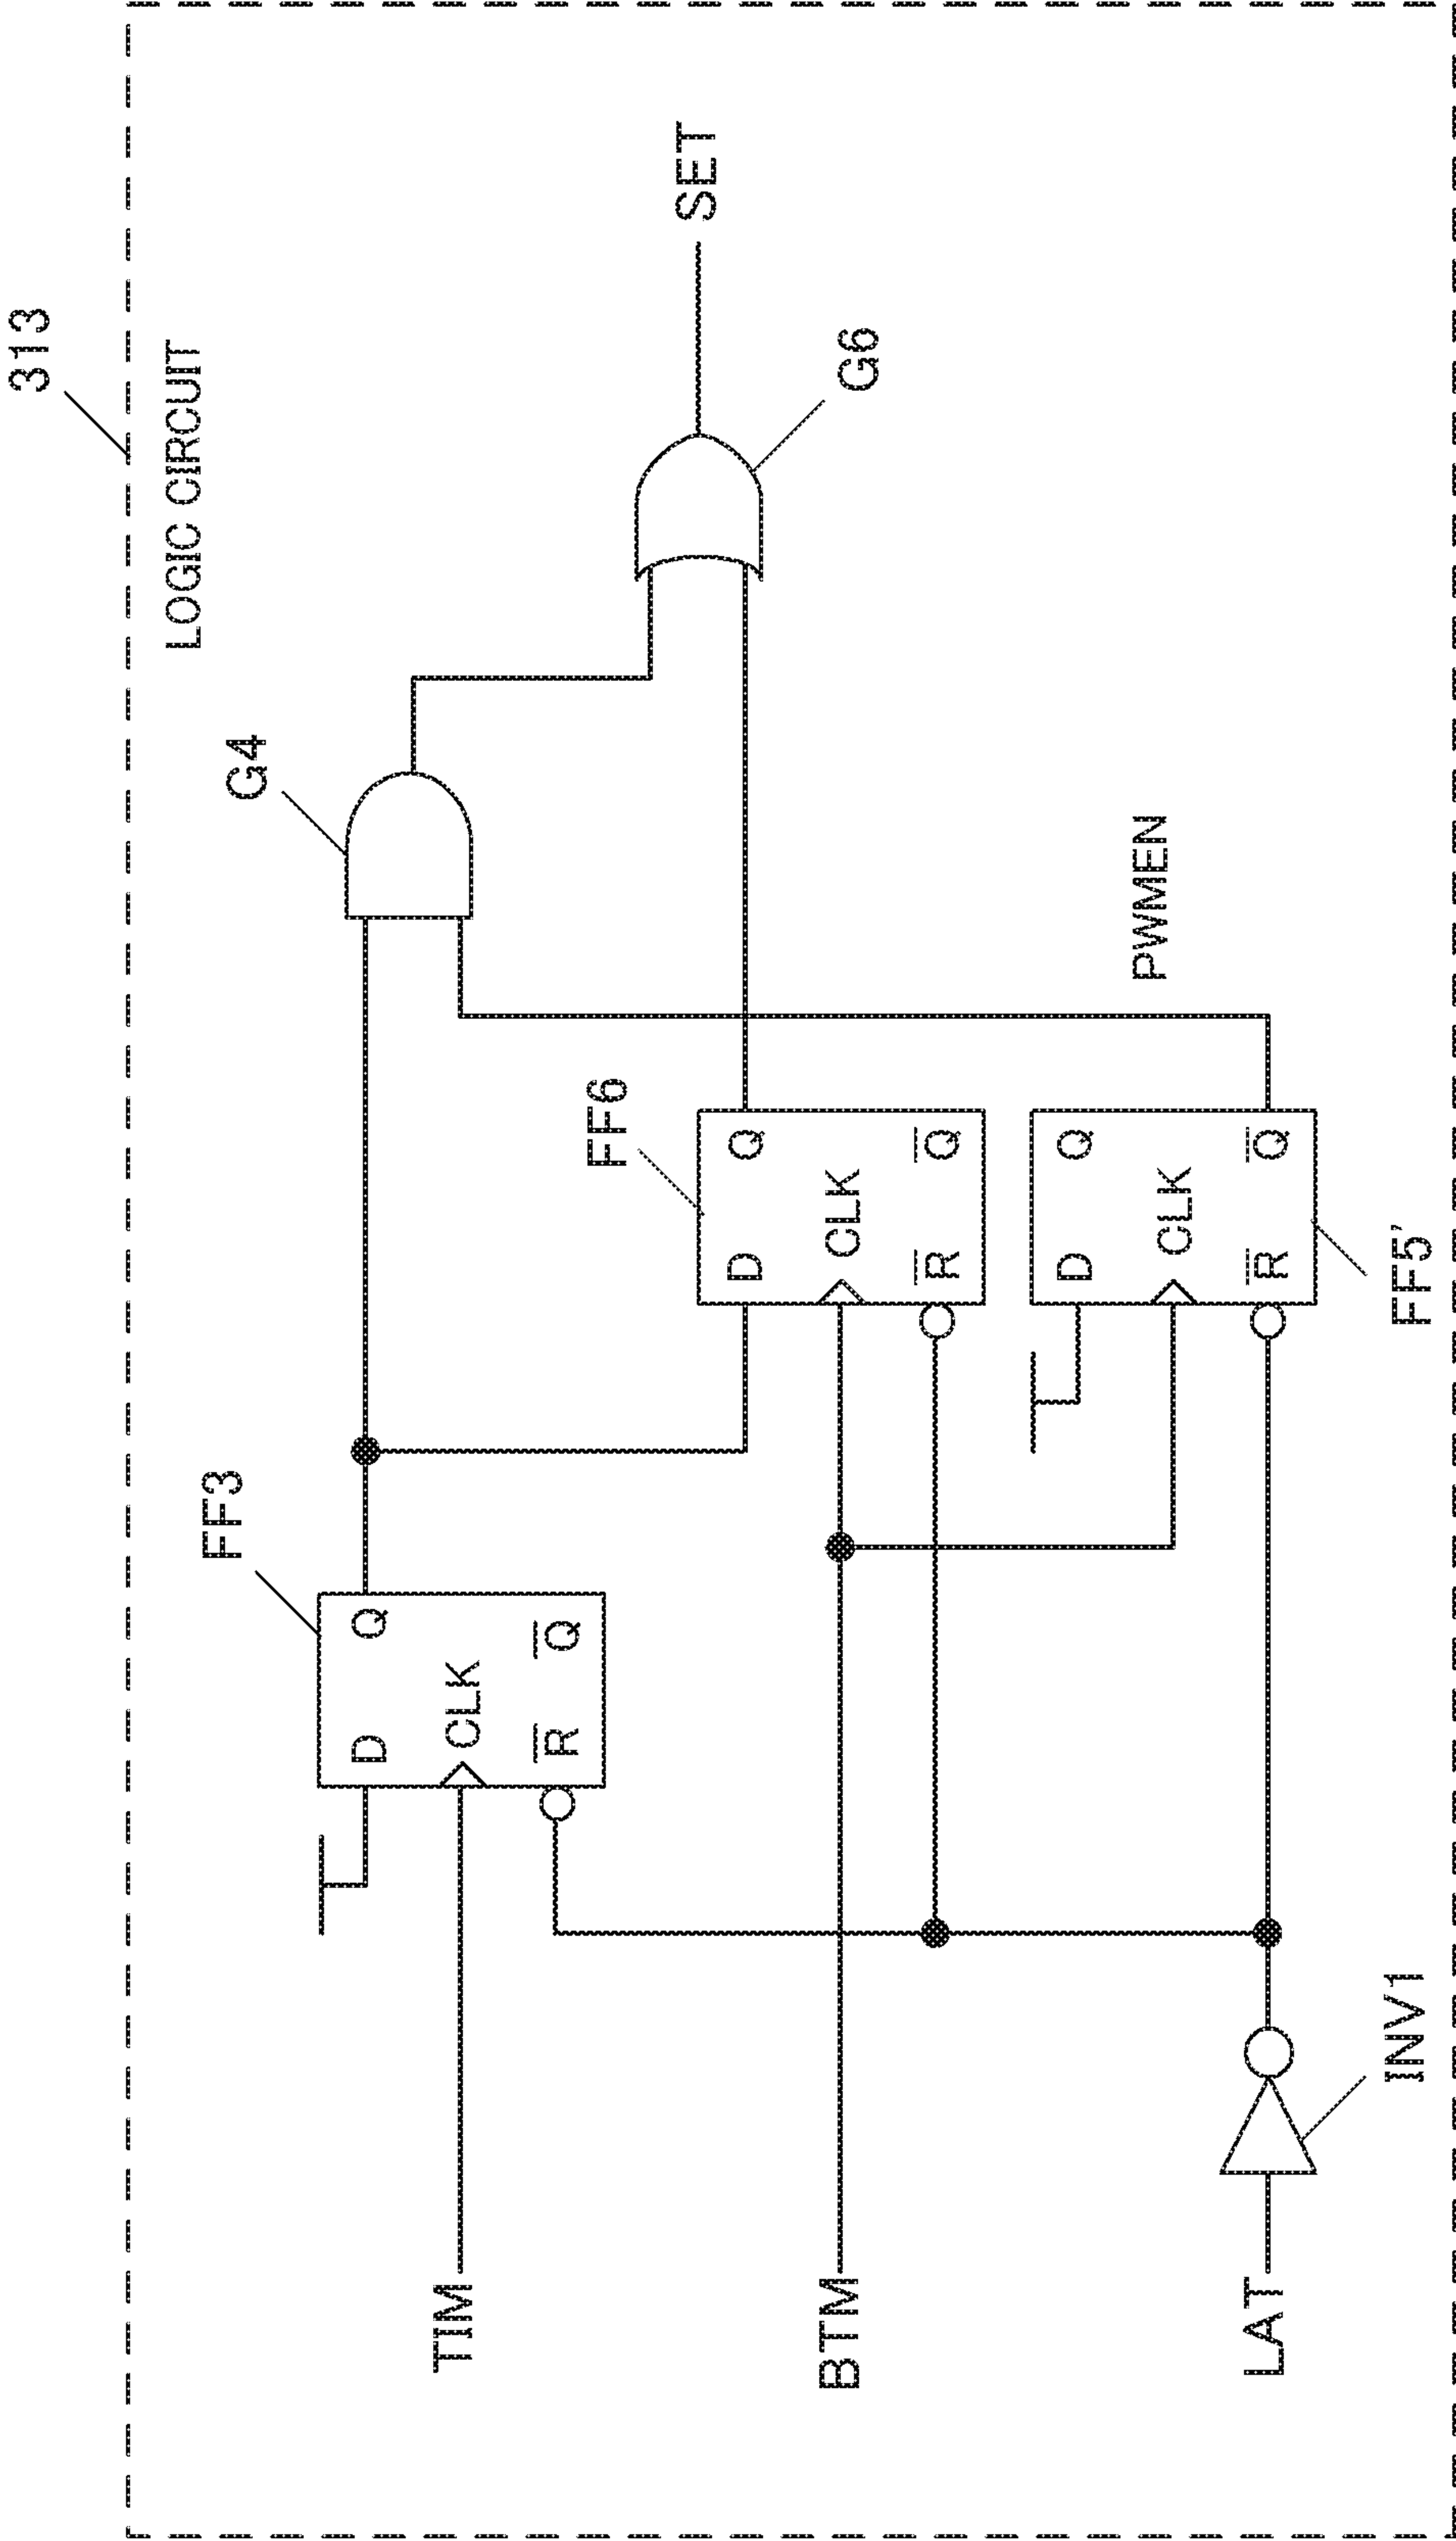 313
LOGIC CIRCUIT
FF3
G4
D Q
TIM
CLK
R Q
FF6
SET
D Q
G6
BTM
CLK
R Q
D Q
PWMEN
CLK
LAT
R Q
INV1
FF5'